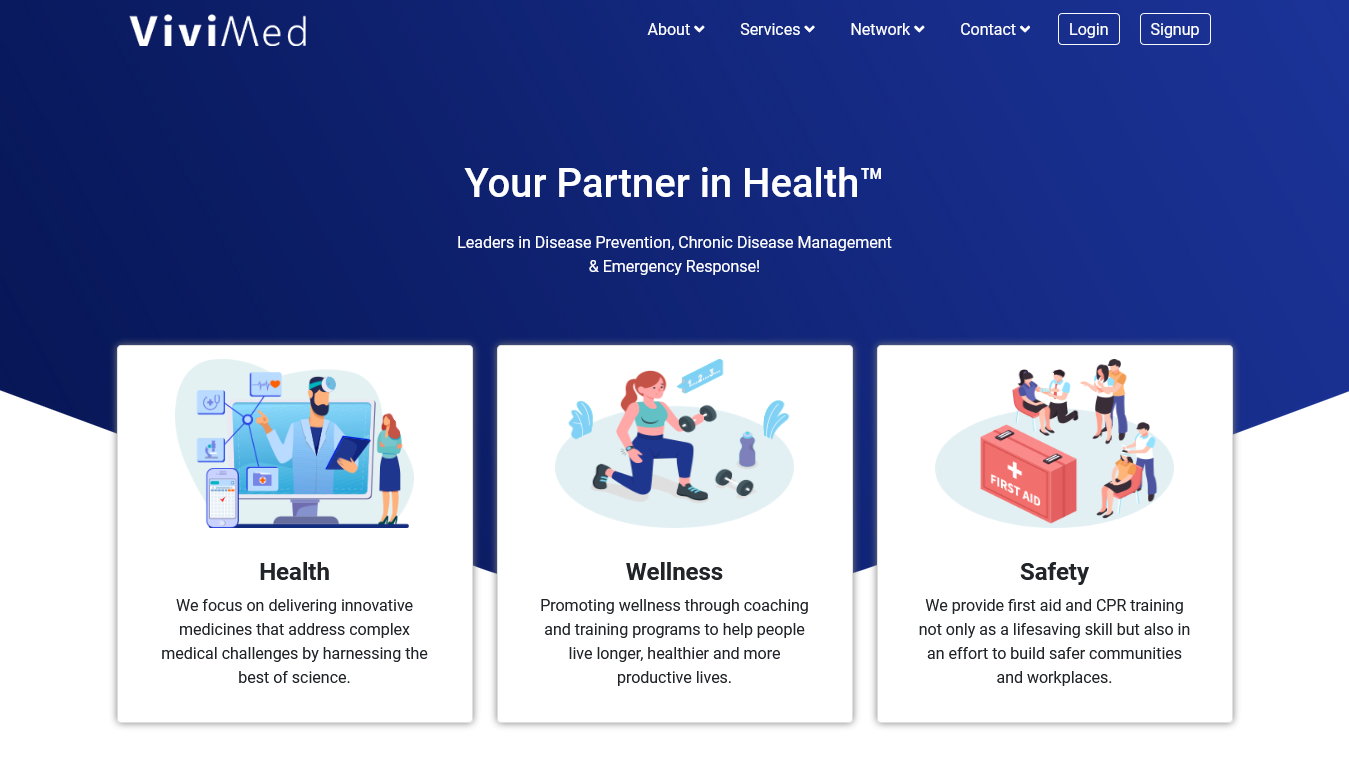 ViviMed
About
Services
Network
Contact
Login
Signup
Your Partner in Health™
Leaders in Disease Prevention, Chronic Disease Management
& Emergency Response!
1...2...3...
FIRST AID
Health
We focus on delivering innovative
medicines that address complex
medical challenges by harnessing the
best of science.
Wellness
Promoting wellness through coaching
and training programs to help people
live longer, healthier and more
productive lives.
Safety
We provide first aid and CPR training
not only as a lifesaving skill but also in
an effort to build safer communities
and workplaces.